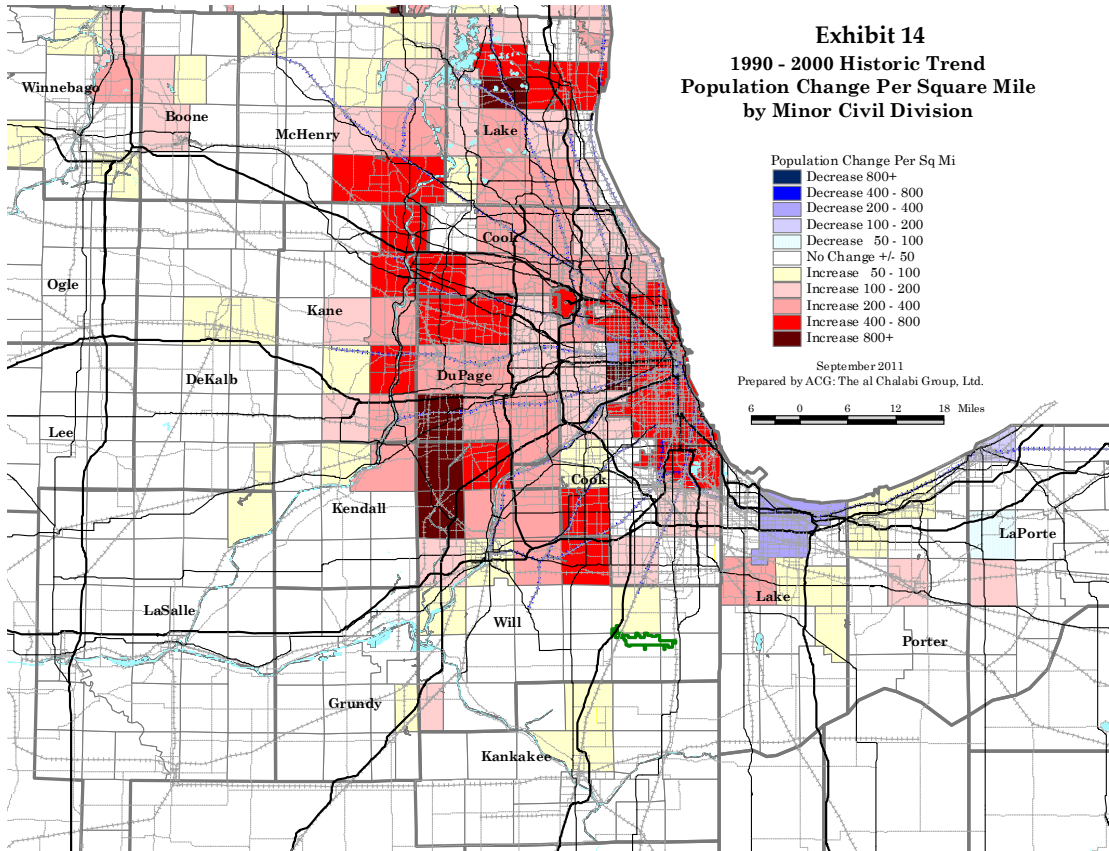 Exhibit 14
1990 - 2000 Historic Trend
Population Change Per Square Mile
by Minor Civil Division
Population Change Per Sq Mi
Decrease 800+
Decrease 400 - 800
Decrease 200 - 400
Decrease 100 - 200
Decrease 50 - 100
No Change +/- 50
Increase 50 - 100
Increase 100 - 200
Increase 200 - 400
Increase 400 - 800
Increase 800+
September 2011
Prepared by ACG: The al Chalabi Group, Ltd.
6 0 6 12 18 Miles
Winnebago
Boone
McHenry
Lake
Cook
Ogle
Kane
DeKalb
DuPage
Lee
Cook
Kendall
LaPorte
LaSalle
Lake
Will
Porter
Grundy
Kankakee